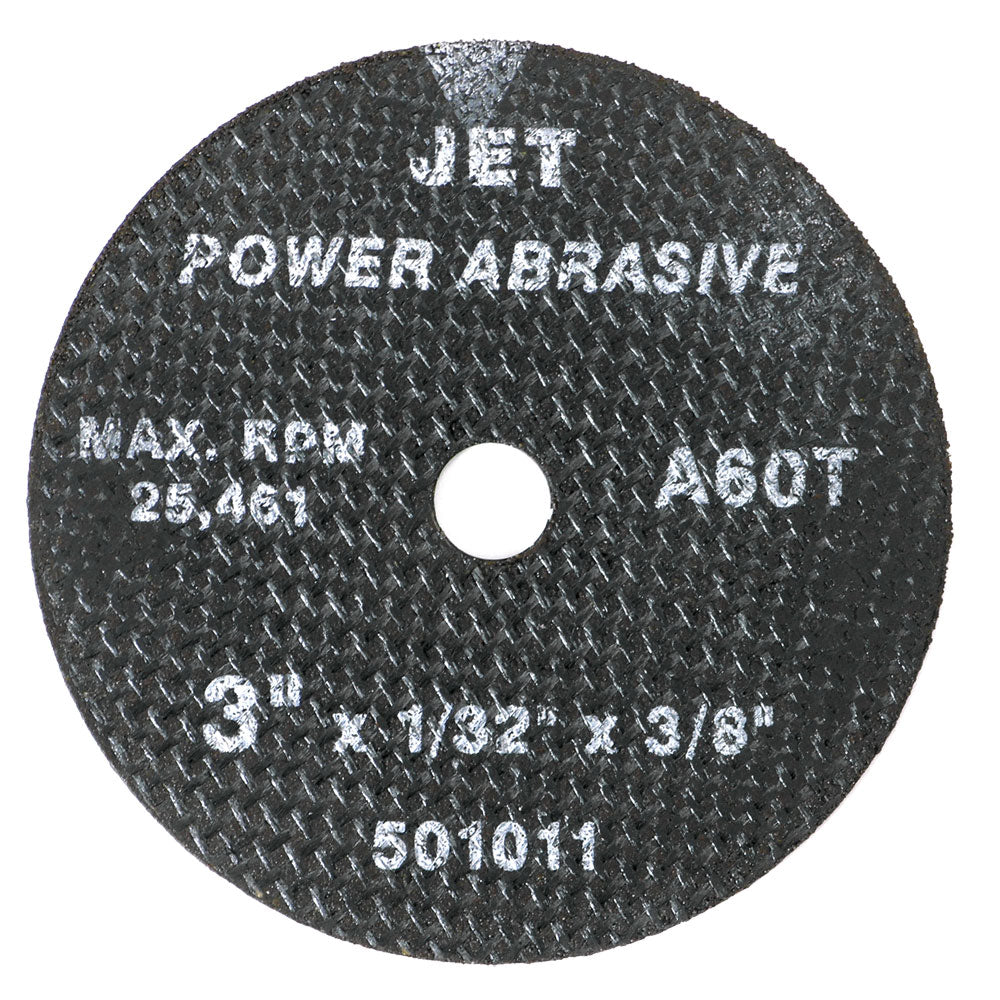 JET
POWER ABRASIVE
MAX. RPM
25,461
A60T
3" x 1/32" x 3/8"
501011